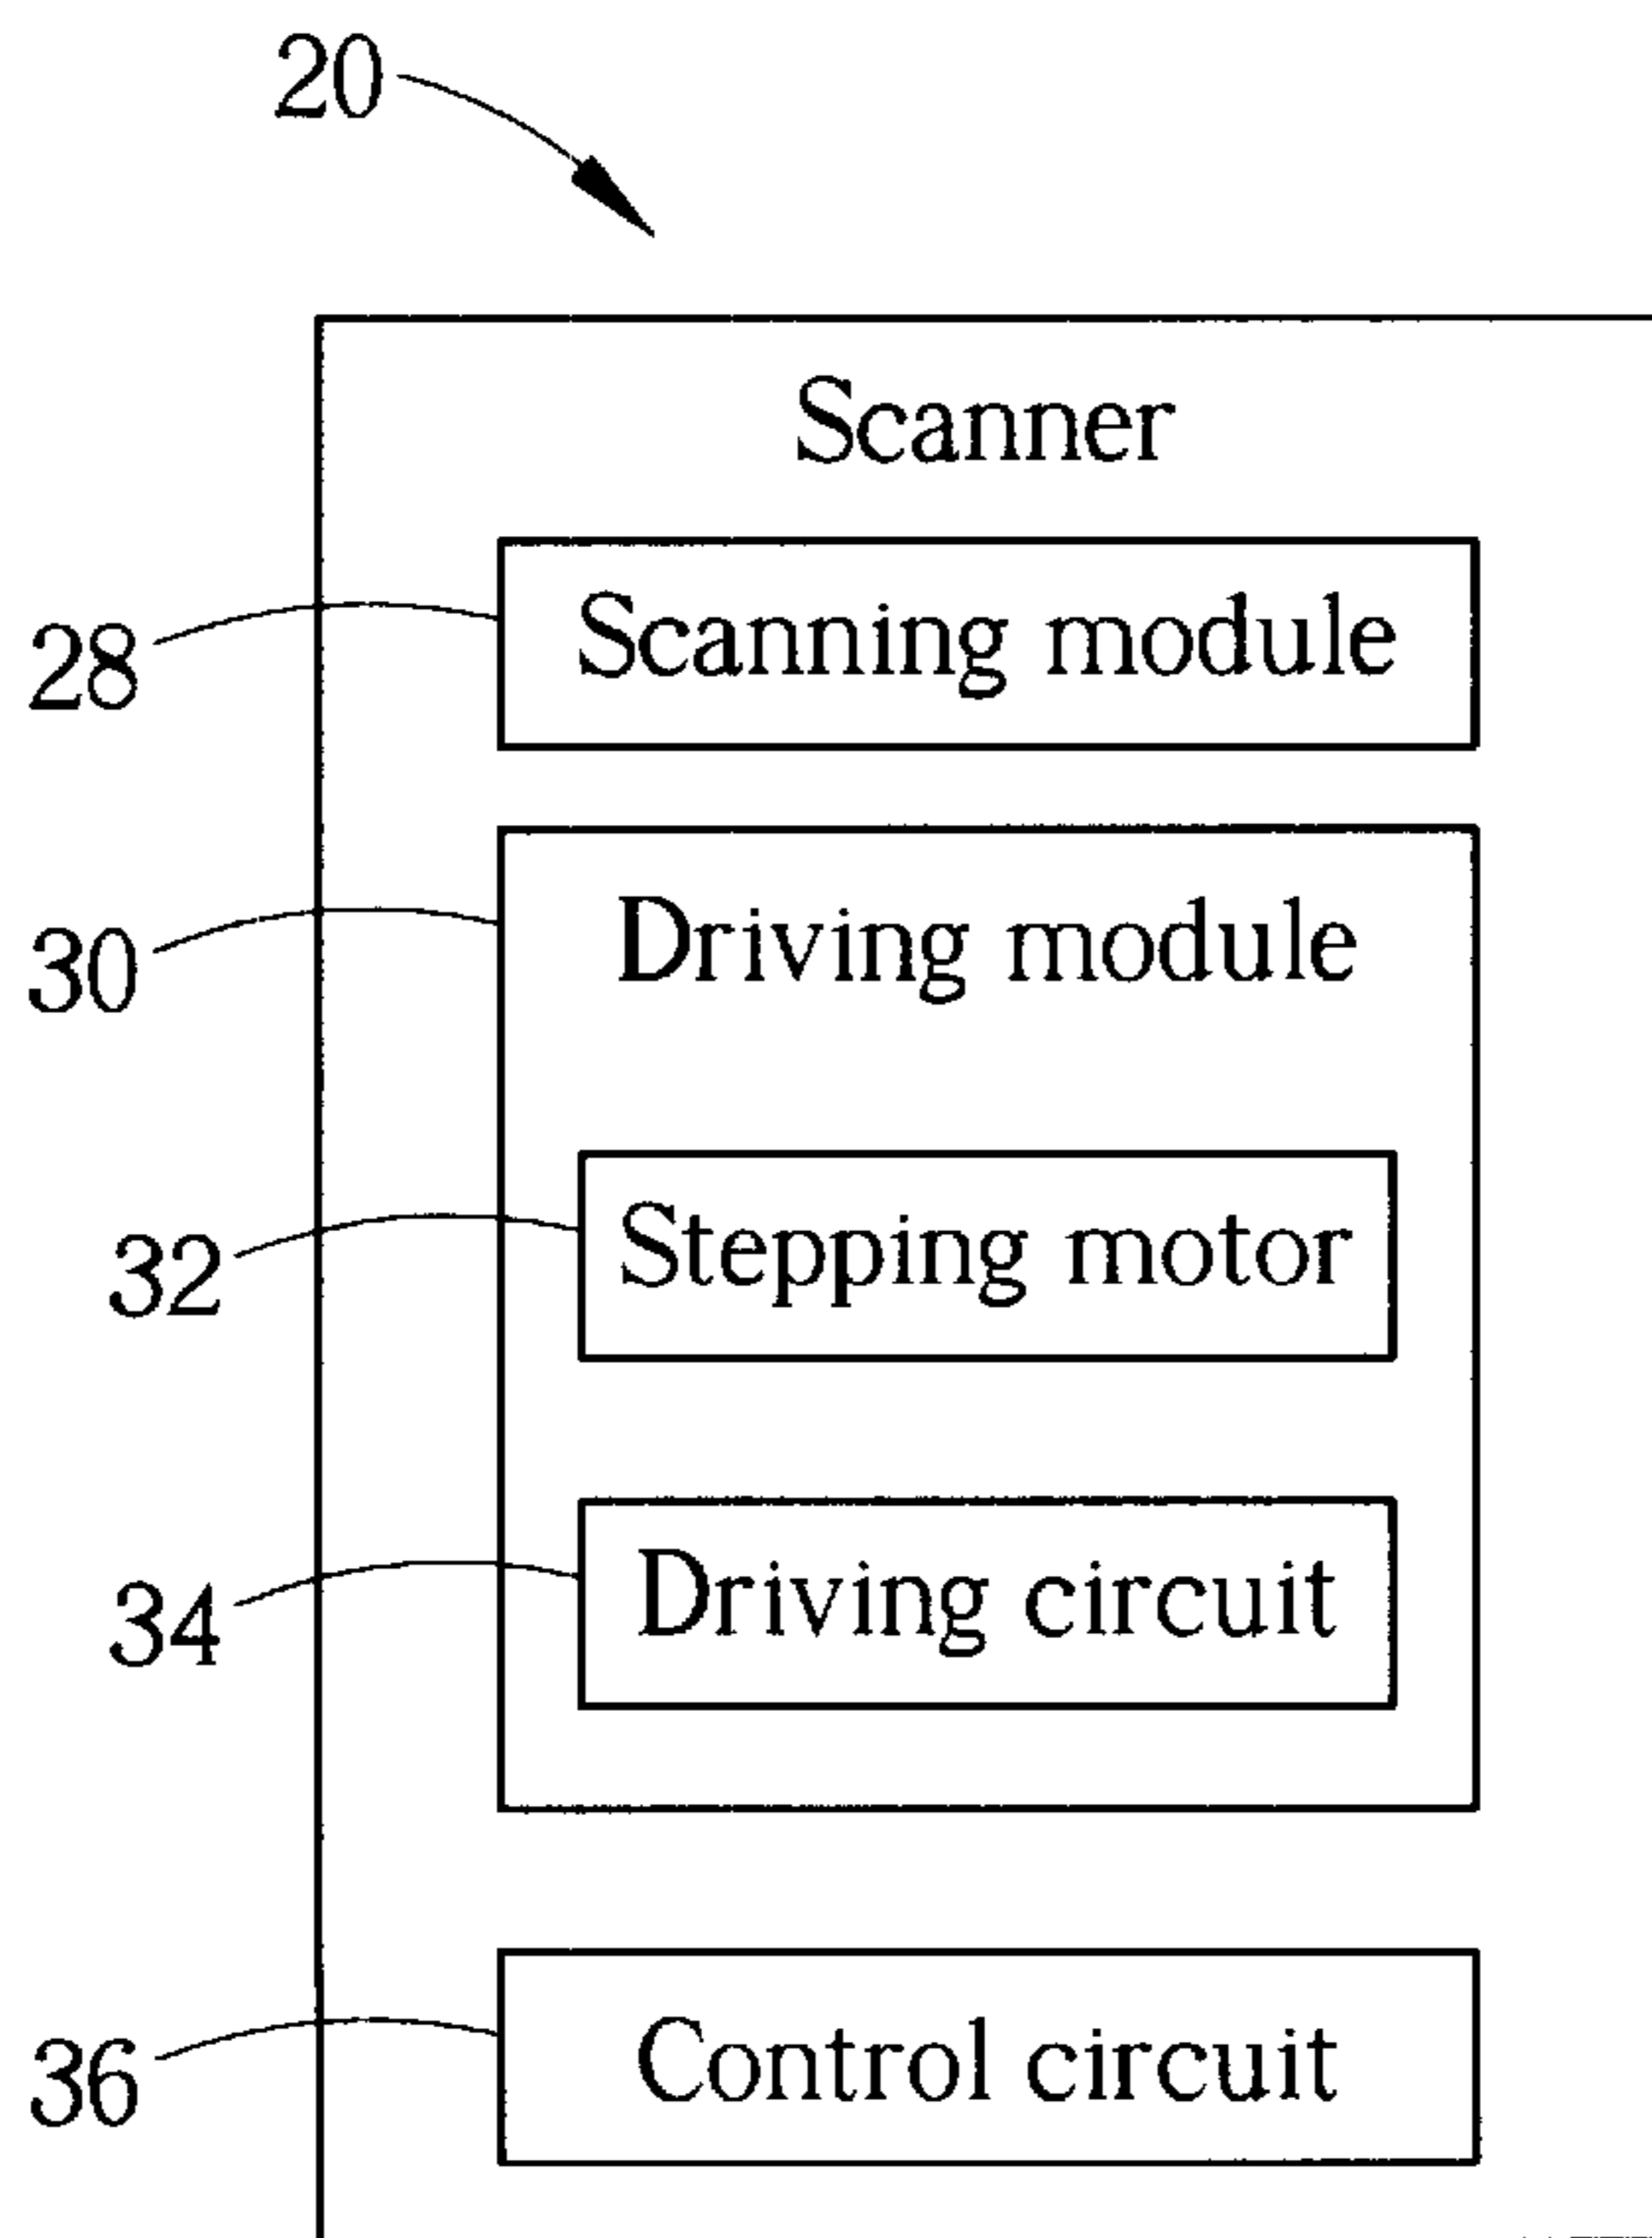 20
Scanner
28 Scanning module
30 Driving module
32 Stepping motor
34 Driving circuit
36 Control circuit